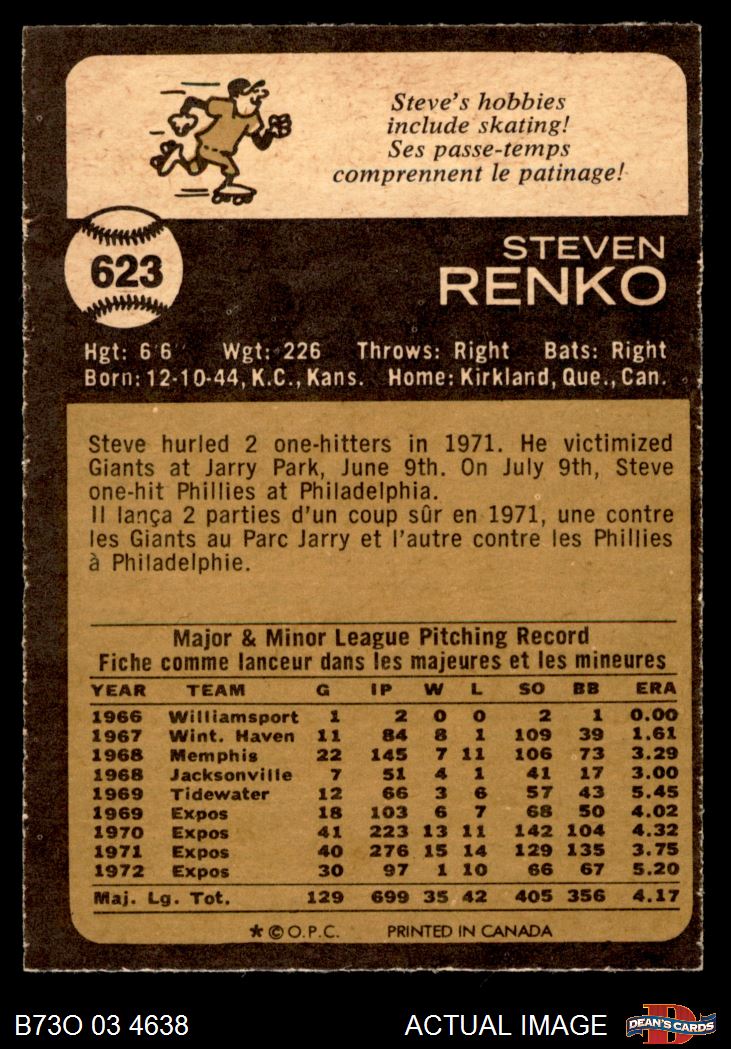 Steve's hobbies
include skating!
Ses passe-temps
comprennent le patinage!
623
STEVEN
RENKO
Hgt: 6'6" Wgt: 226 Throws: Right Bats: Right
Born: 12-10-44, K.C., Kans. Home: Kirkland, Que., Can.
Steve hurled 2 one-hitters in 1971. He victimized
Giants at Jarry Park, June 9th. On July 9th, Steve
one-hit Phillies at Philadelphia.
Il lança 2 parties d'un coup sûr en 1971, une contre
les Giants au Parc Jarry et l'autre contre les Phillies
à Philadelphie.
Major & Minor League Pitching Record
Fiche comme lanceur dans les majeures et les mineures
YEAR TEAM G IP W L SO BB ERA
1966 Williamsport 1 2 0 0 2 1 0.00
1967 Wint. Haven 11 84 8 1 109 39 1.61
1968 Memphis 22 145 7 11 106 73 3.29
1968 Jacksonville 7 51 4 1 41 17 3.00
1969 Tidewater 12 66 3 6 57 43 5.45
1969 Expos 18 103 6 7 68 50 4.02
1970 Expos 41 223 13 11 142 104 4.32
1971 Expos 40 276 15 14 129 135 3.75
1972 Expos 30 97 1 10 66 67 5.20
Maj. Lg. Tot. 129 699 35 42 405 356 4.17
* © O.P.C. PRINTED IN CANADA
B73O 03 4638 ACTUAL IMAGE DEAN'S CARDS